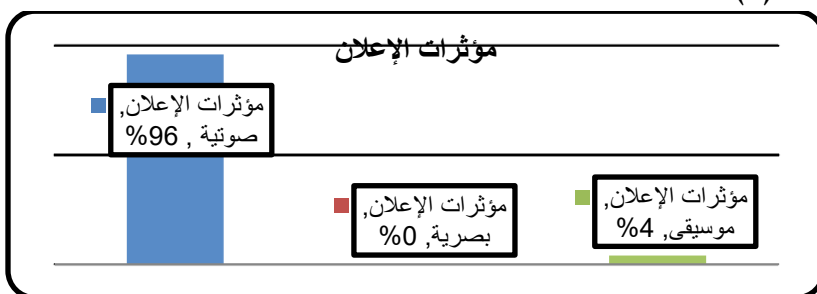 مؤثرات الإعلان
مؤثرات الإعلان,
صوتية , 96%
مؤثرات الإعلان,
بصرية, 0%
مؤثرات الإعلان,
موسيقى, 4%